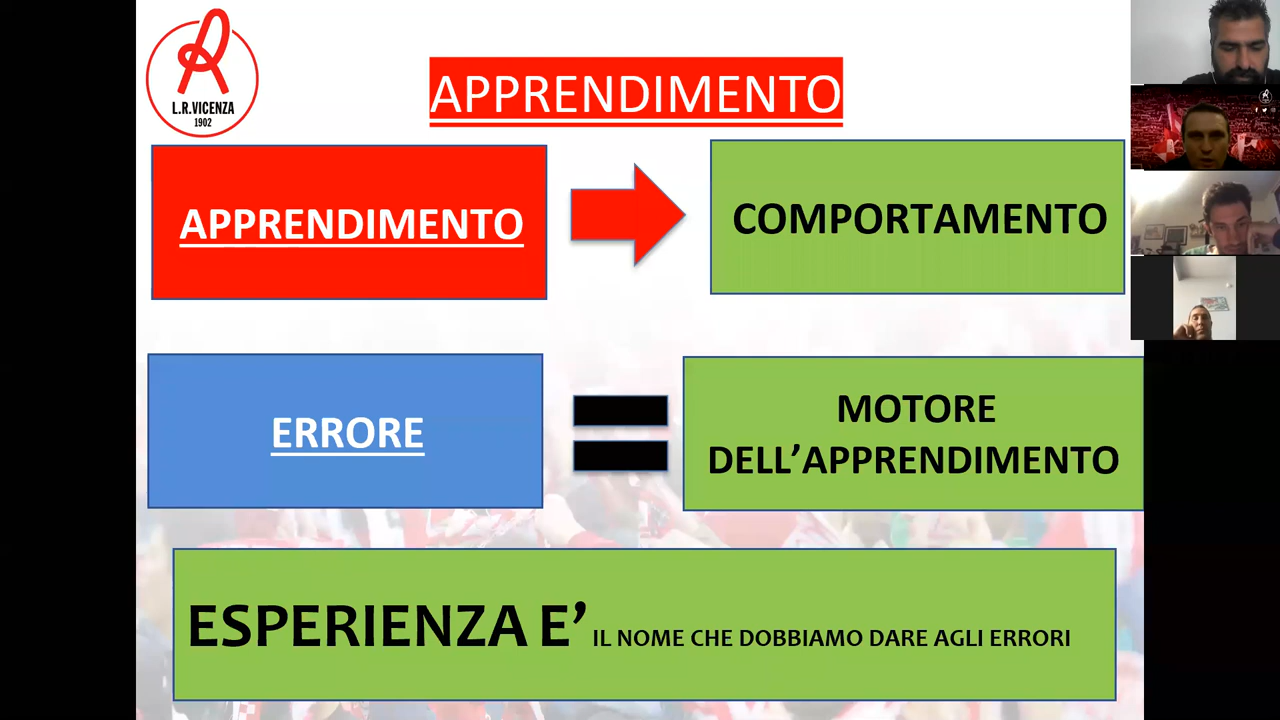 L.R.VICENZA
1902
APPRENDIMENTO
APPRENDIMENTO
COMPORTAMENTO
ERRORE
MOTORE
DELL’APPRENDIMENTO
ESPERIENZA E’ IL NOME CHE DOBBIAMO DARE AGLI ERRORI